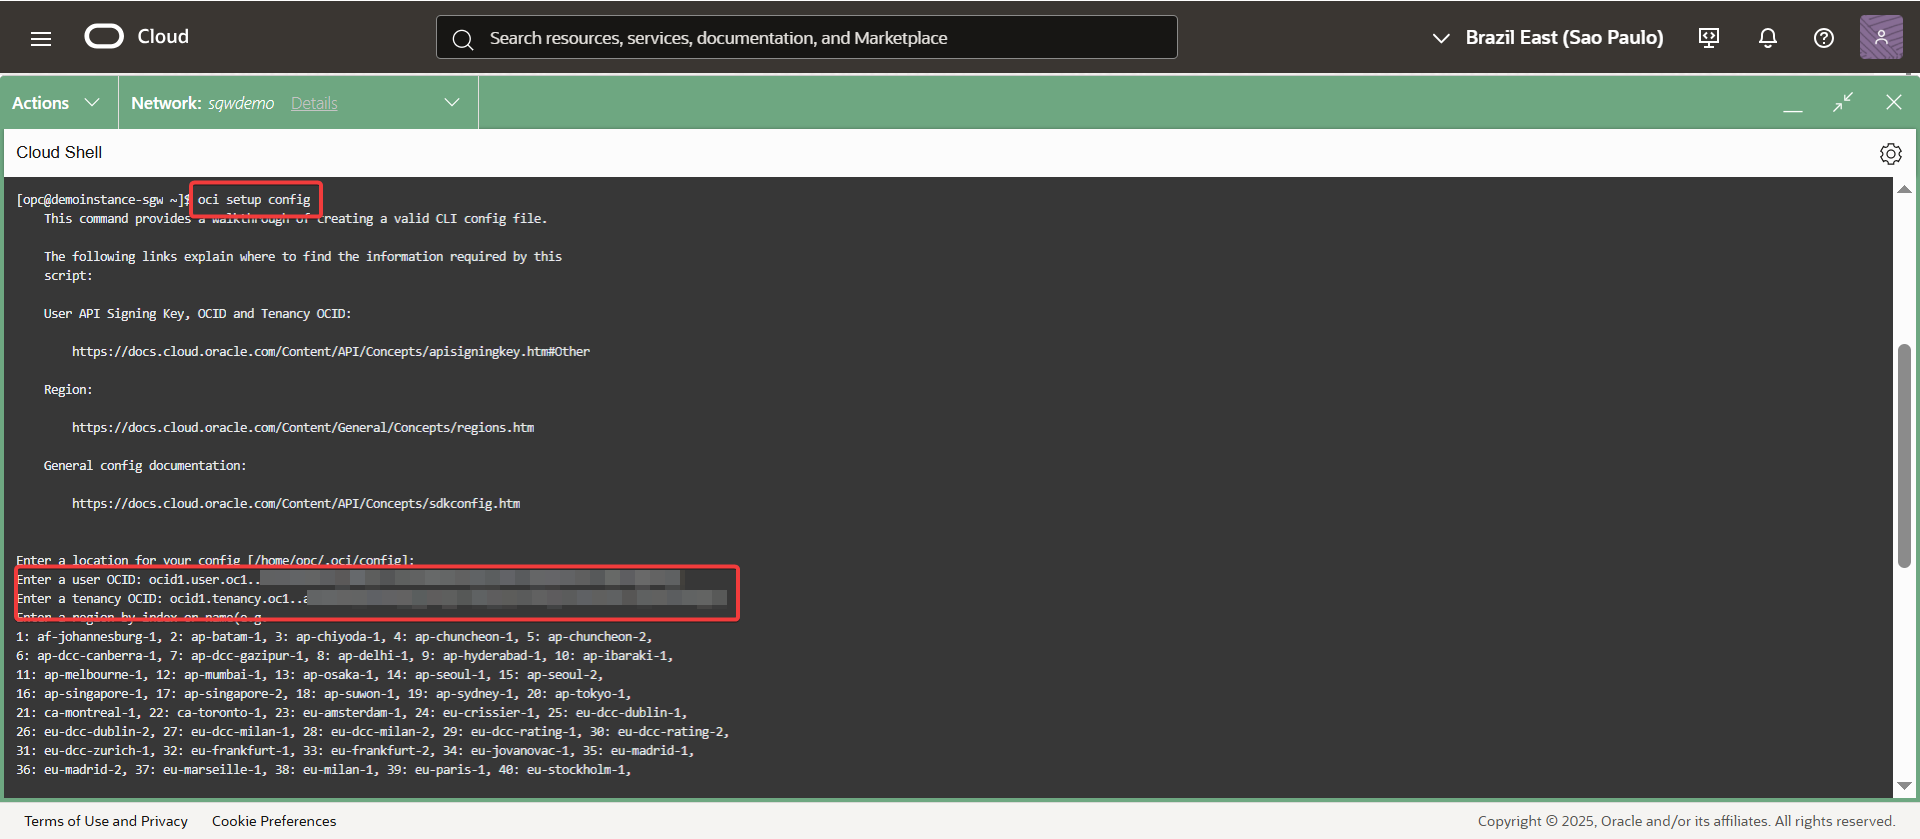 Cloud
Search resources, services, documentation, and Marketplace
Brazil East (Sao Paulo)
Actions
Network: sqwdemo Details
Cloud Shell
[opc@demoinstance-sgw ~]$ oci setup config
This command provides a walkthrough of creating a valid CLI config file.
The following links explain where to find the information required by this
script:
User API Signing Key, OCID and Tenancy OCID:
https://docs.cloud.oracle.com/Content/API/Concepts/apisigningkey.htm#Other
Region:
https://docs.cloud.oracle.com/Content/General/Concepts/regions.htm
General config documentation:
https://docs.cloud.oracle.com/Content/API/Concepts/sdkconfig.htm
Enter a location for your config [/home/opc/.oci/config]:
Enter a user OCID: ocid1.user.oc1..
Enter a tenancy OCID: ocid1.tenancy.oc1..a
Enter a region by index or name(e.g.
1: af-johannesburg-1, 2: ap-batam-1, 3: ap-chiyoda-1, 4: ap-chuncheon-1, 5: ap-chuncheon-2,
6: ap-dcc-canberra-1, 7: ap-dcc-gazipur-1, 8: ap-delhi-1, 9: ap-hyderabad-1, 10: ap-ibaraki-1,
11: ap-melbourne-1, 12: ap-mumbai-1, 13: ap-osaka-1, 14: ap-seoul-1, 15: ap-seoul-2,
16: ap-singapore-1, 17: ap-singapore-2, 18: ap-suwon-1, 19: ap-sydney-1, 20: ap-tokyo-1,
21: ca-montreal-1, 22: ca-toronto-1, 23: eu-amsterdam-1, 24: eu-crissier-1, 25: eu-dcc-dublin-1,
26: eu-dcc-dublin-2, 27: eu-dcc-milan-1, 28: eu-dcc-milan-2, 29: eu-dcc-rating-1, 30: eu-dcc-rating-2,
31: eu-dcc-zurich-1, 32: eu-frankfurt-1, 33: eu-frankfurt-2, 34: eu-jovanovac-1, 35: eu-madrid-1,
36: eu-madrid-2, 37: eu-marseille-1, 38: eu-milan-1, 39: eu-paris-1, 40: eu-stockholm-1,
Terms of Use and Privacy
Cookie Preferences
Copyright © 2025, Oracle and/or its affiliates. All rights reserved.